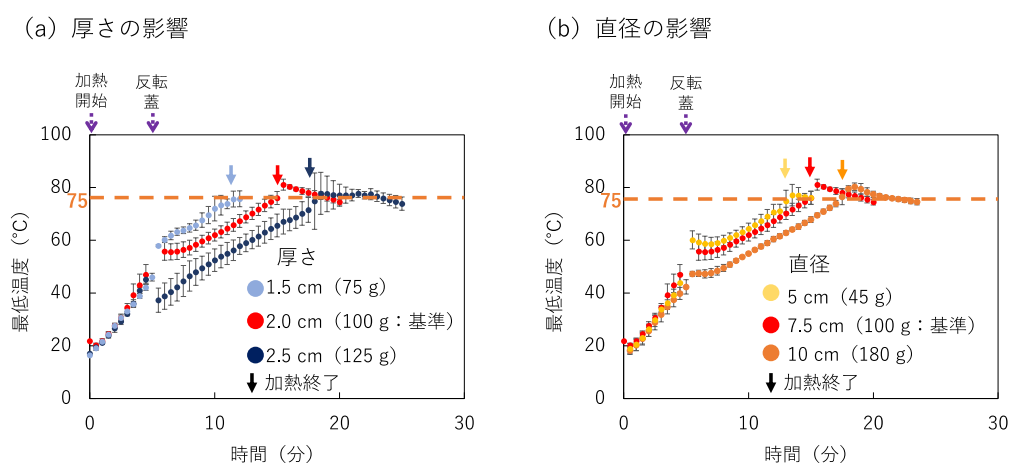 (a) 厚さの影響
加熱
開始
反転
蓋
100
80
75
60
40
20
0
最低温度 (℃)
厚さ
1.5 cm (75 g)
2.0 cm (100 g:基準)
2.5 cm (125 g)
加熱終了
0
10
20
30
時間 (分)
(b) 直径の影響
加熱
開始
反転
蓋
100
80
75
60
40
20
0
最低温度 (℃)
直径
5 cm (45 g)
7.5 cm (100 g:基準)
10 cm (180 g)
加熱終了
0
10
20
30
時間 (分)